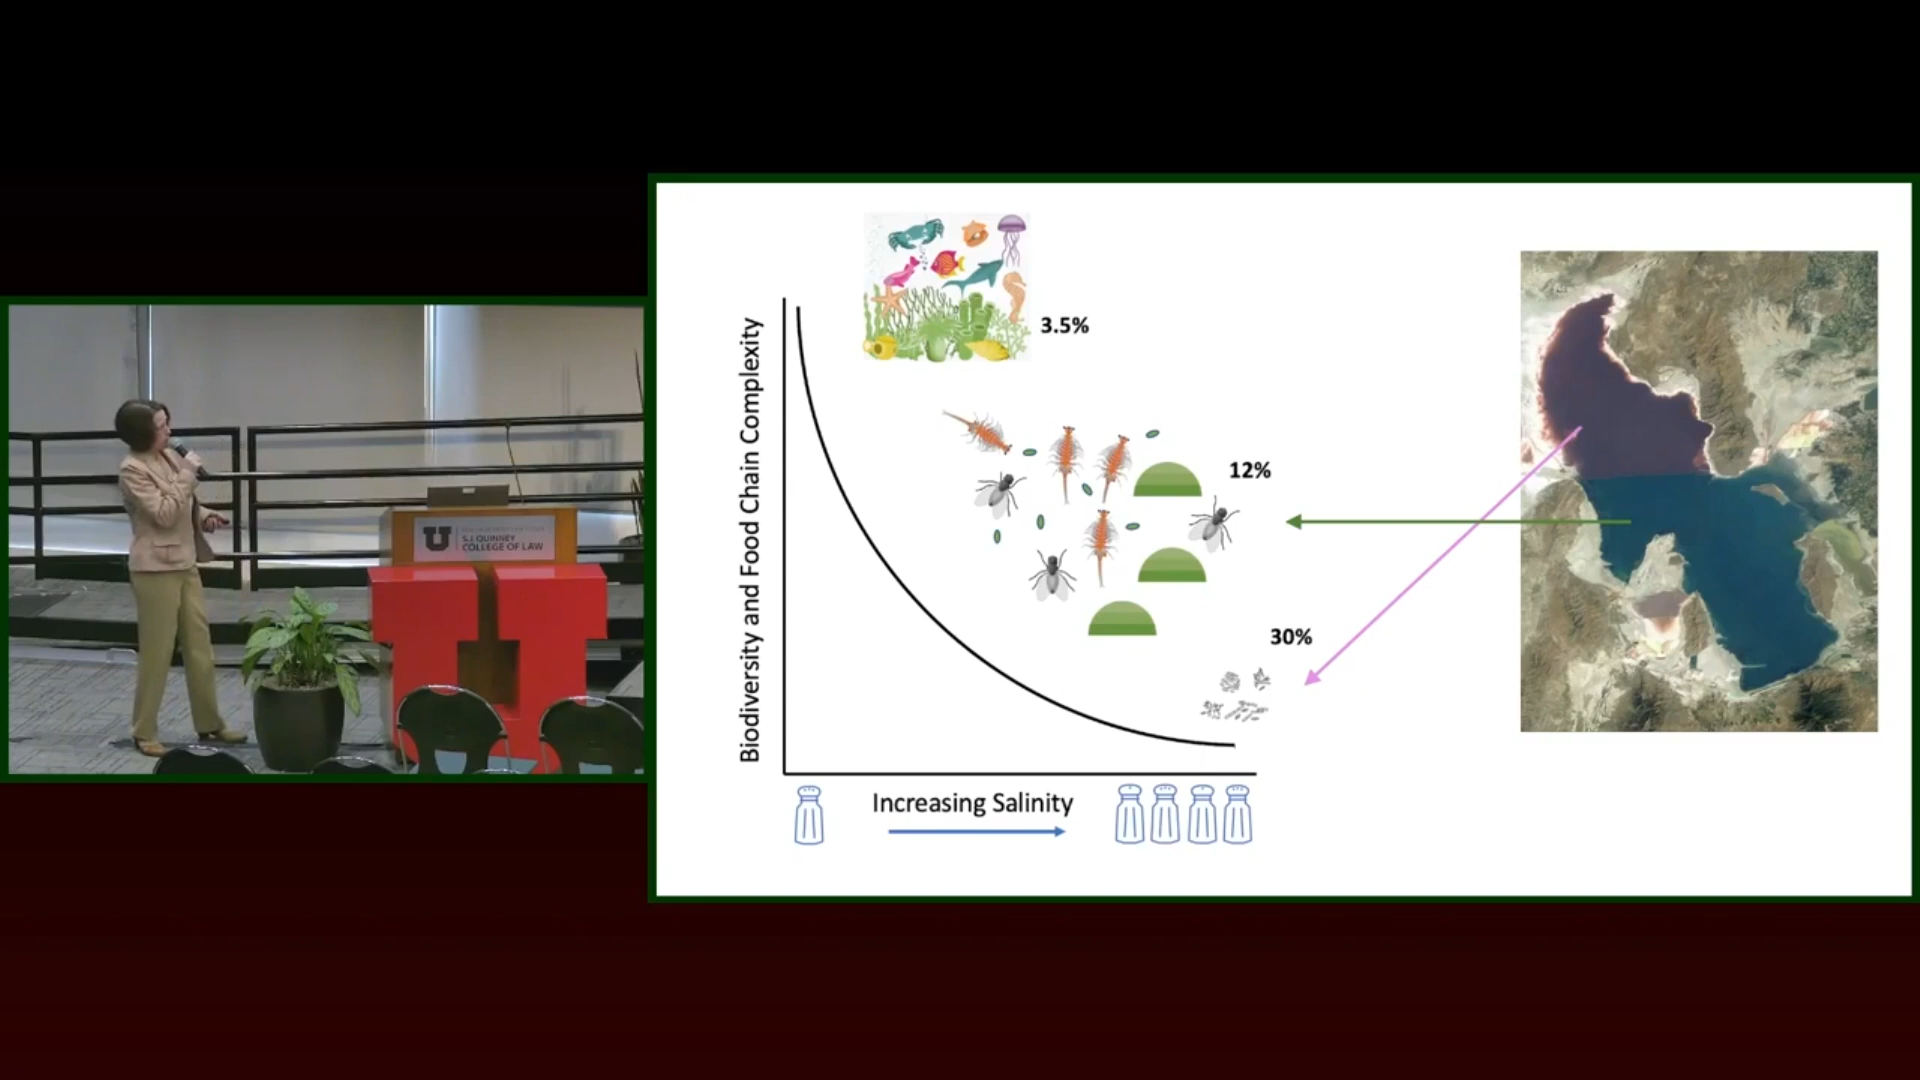 U
S.J. QUINNEY
COLLEGE OF LAW
3.5%
12%
30%
Biodiversity and Food Chain Complexity
Increasing Salinity